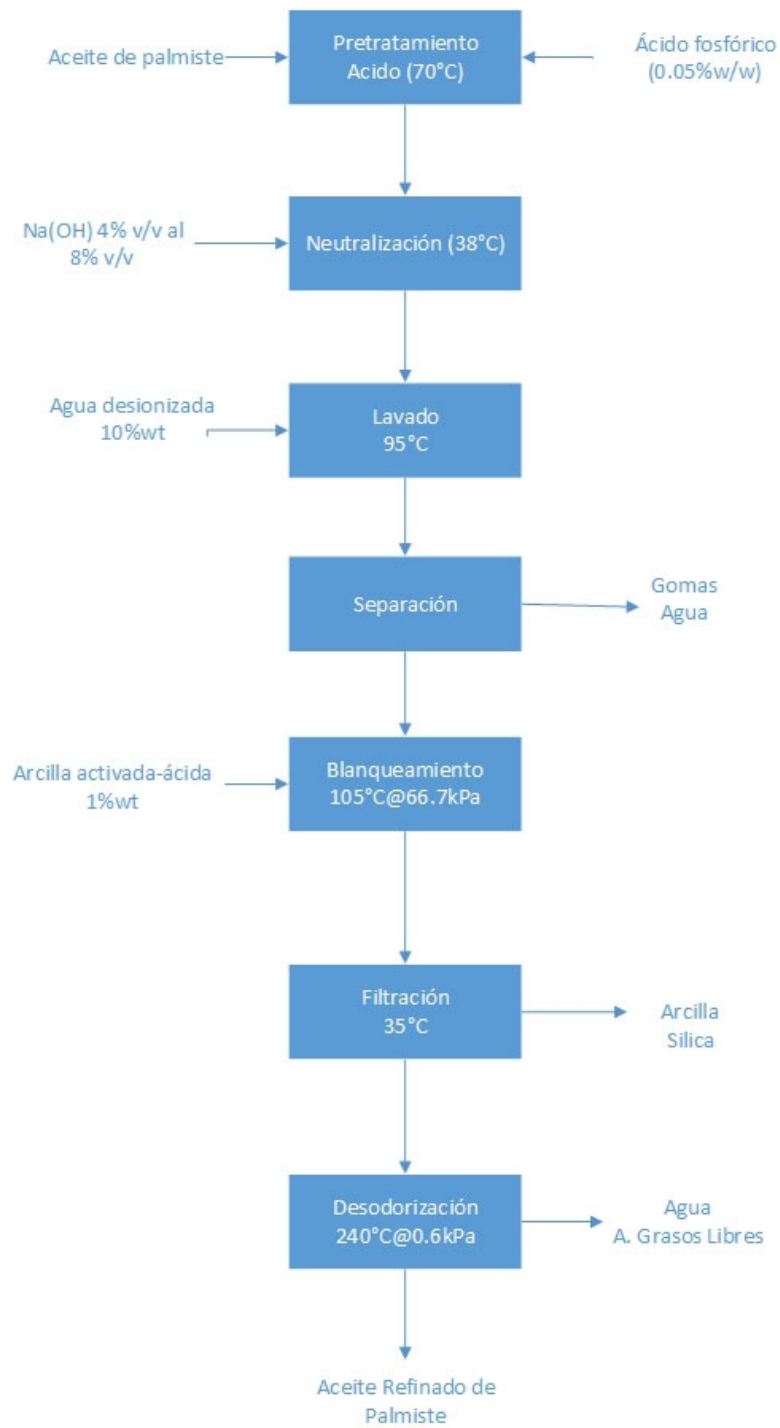 Aceite de palmiste
Pretratamiento
Acido (70°C)
Ácido fosfórico
(0.05%w/w)
Na(OH) 4% v/v al
8% v/v
Neutralización (38°C)
Agua desionizada
10%wt
Lavado
95°C
Separación
Gomas
Agua
Arcilla activada-ácida
1%wt
Blanqueamiento
105°C@66.7kPa
Filtración
35°C
Arcilla
Silica
Desodorización
240°C@0.6kPa
Agua
A. Grasos Libres
Aceite Refinado de
Palmiste